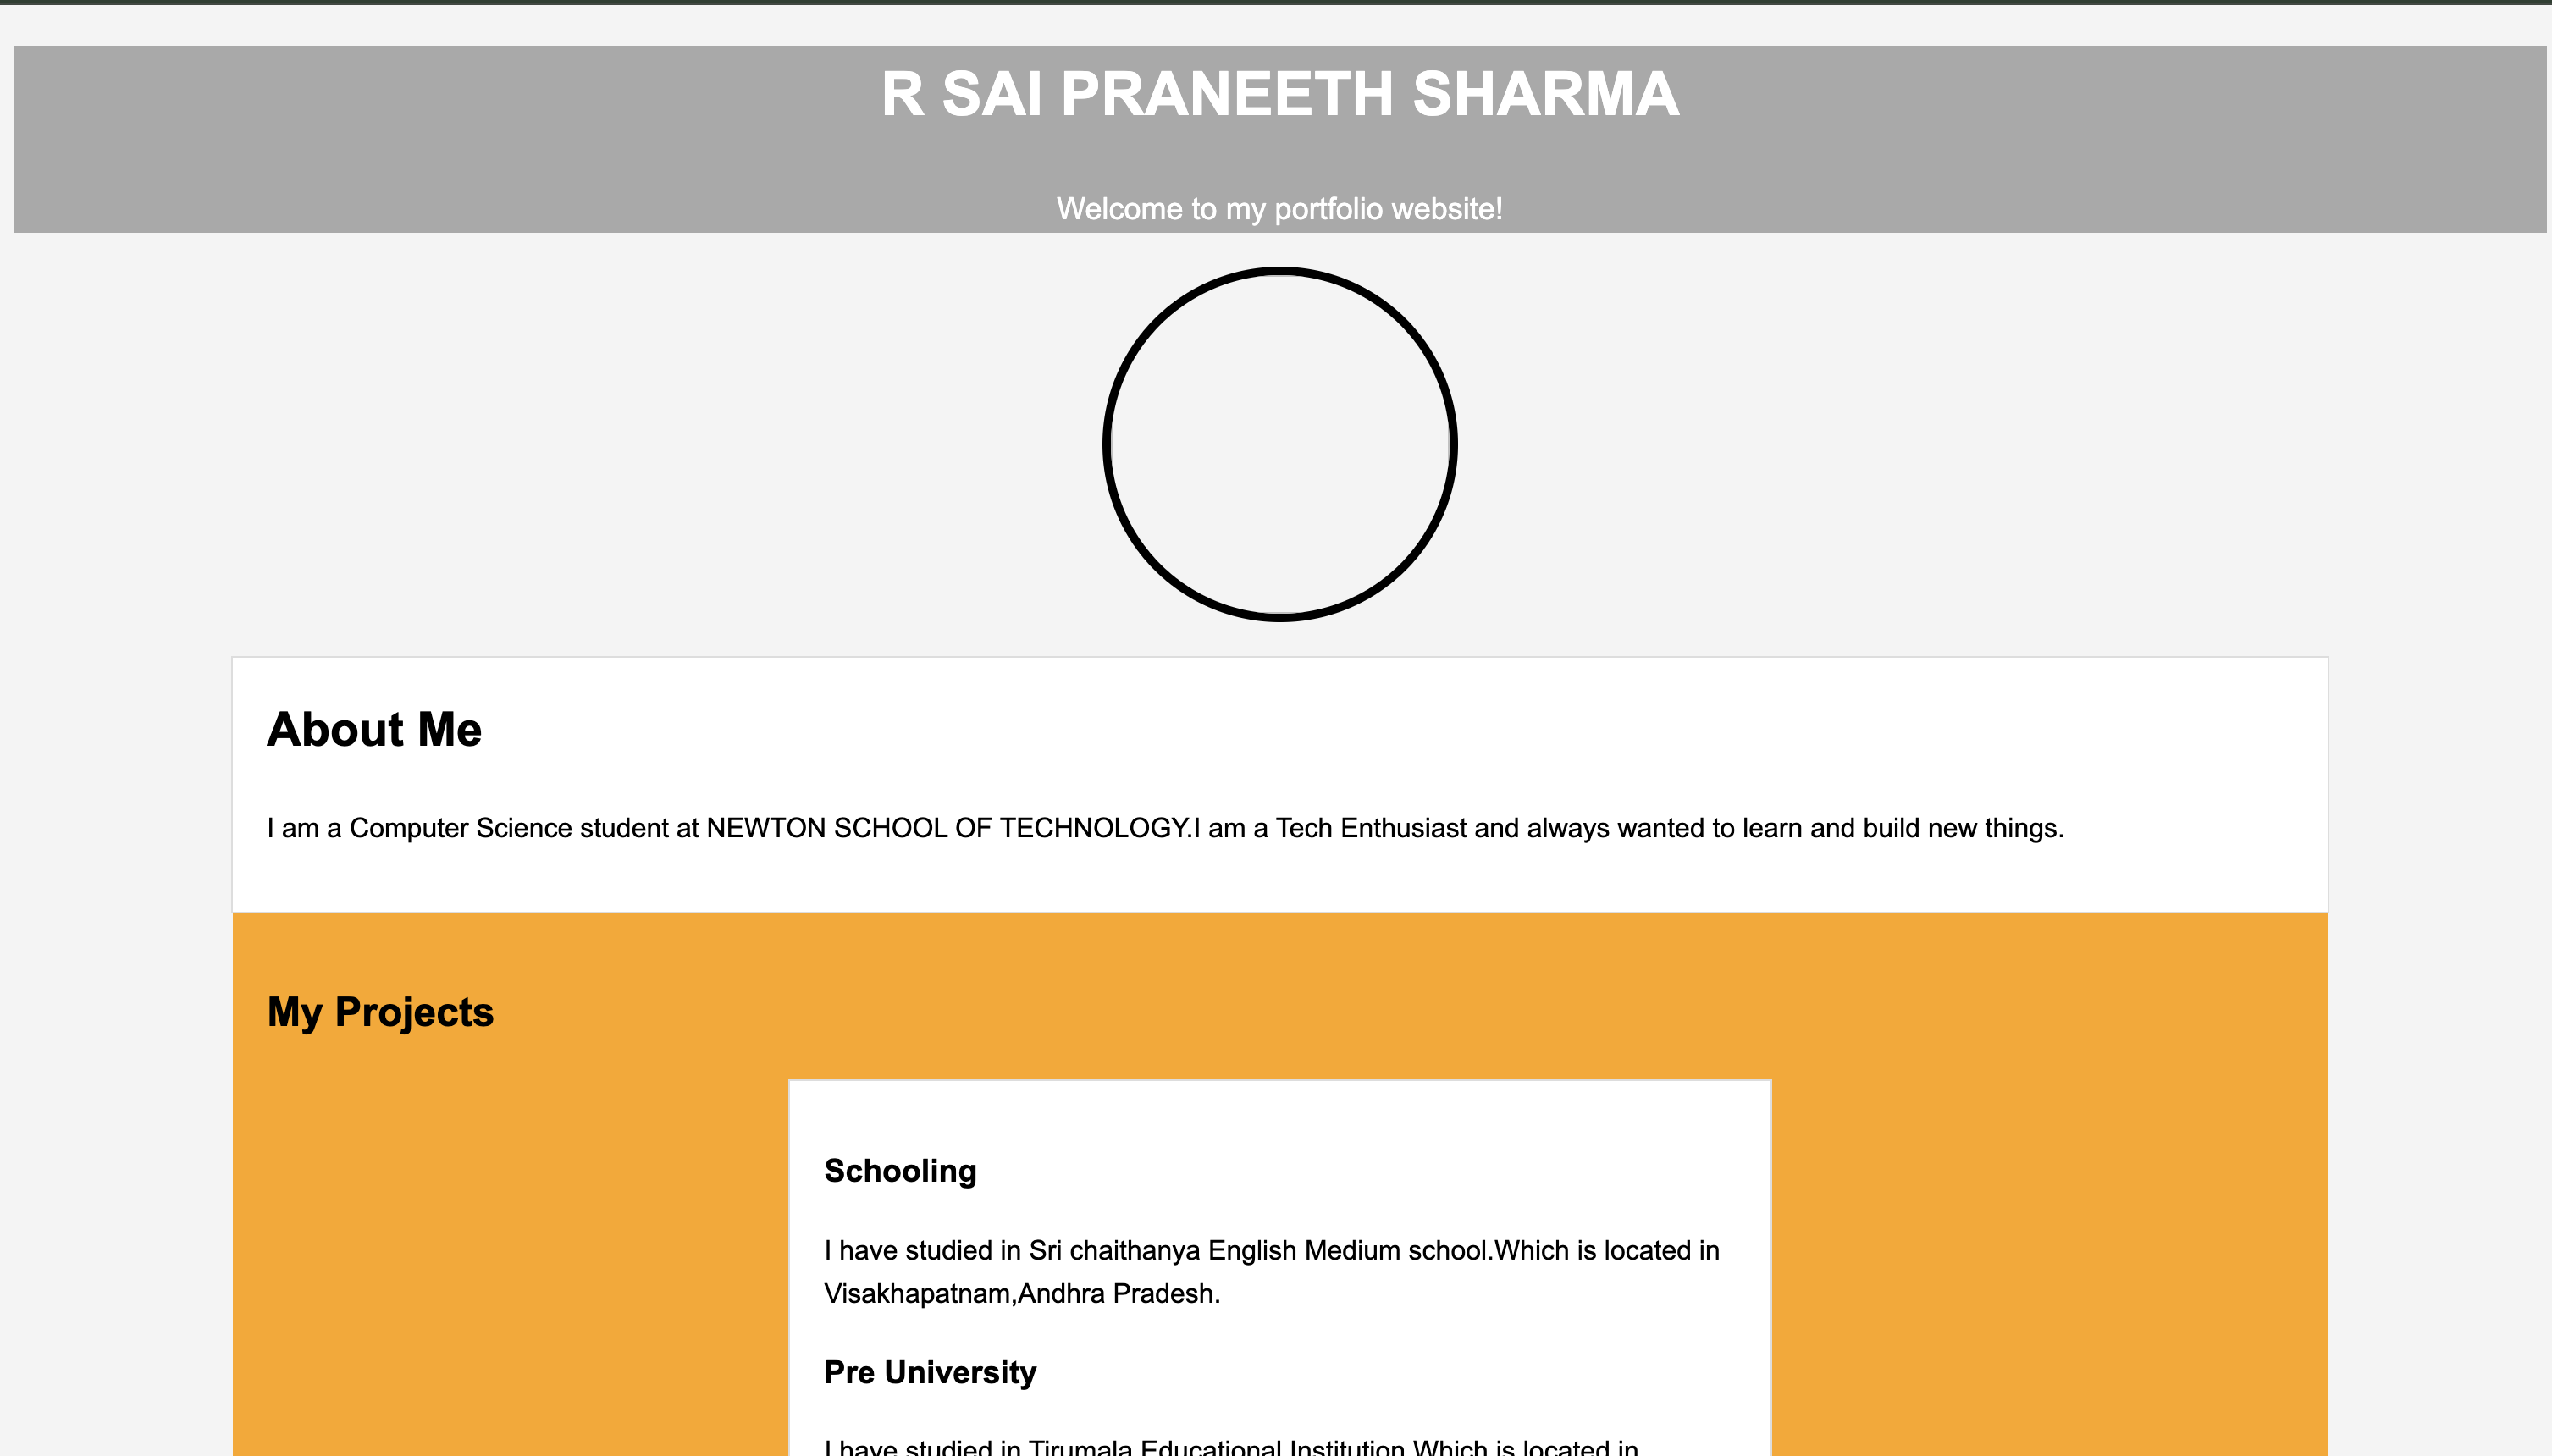 R SAI PRANEETH SHARMA
Welcome to my portfolio website!
About Me
I am a Computer Science student at NEWTON SCHOOL OF TECHNOLOGY.I am a Tech Enthusiast and always wanted to learn and build new things.
My Projects
Schooling
I have studied in Sri chaithanya English Medium school.Which is located in
Visakhapatnam,Andhra Pradesh.
Pre University
I have studied in Tirumala Educational Institution.Which is located in